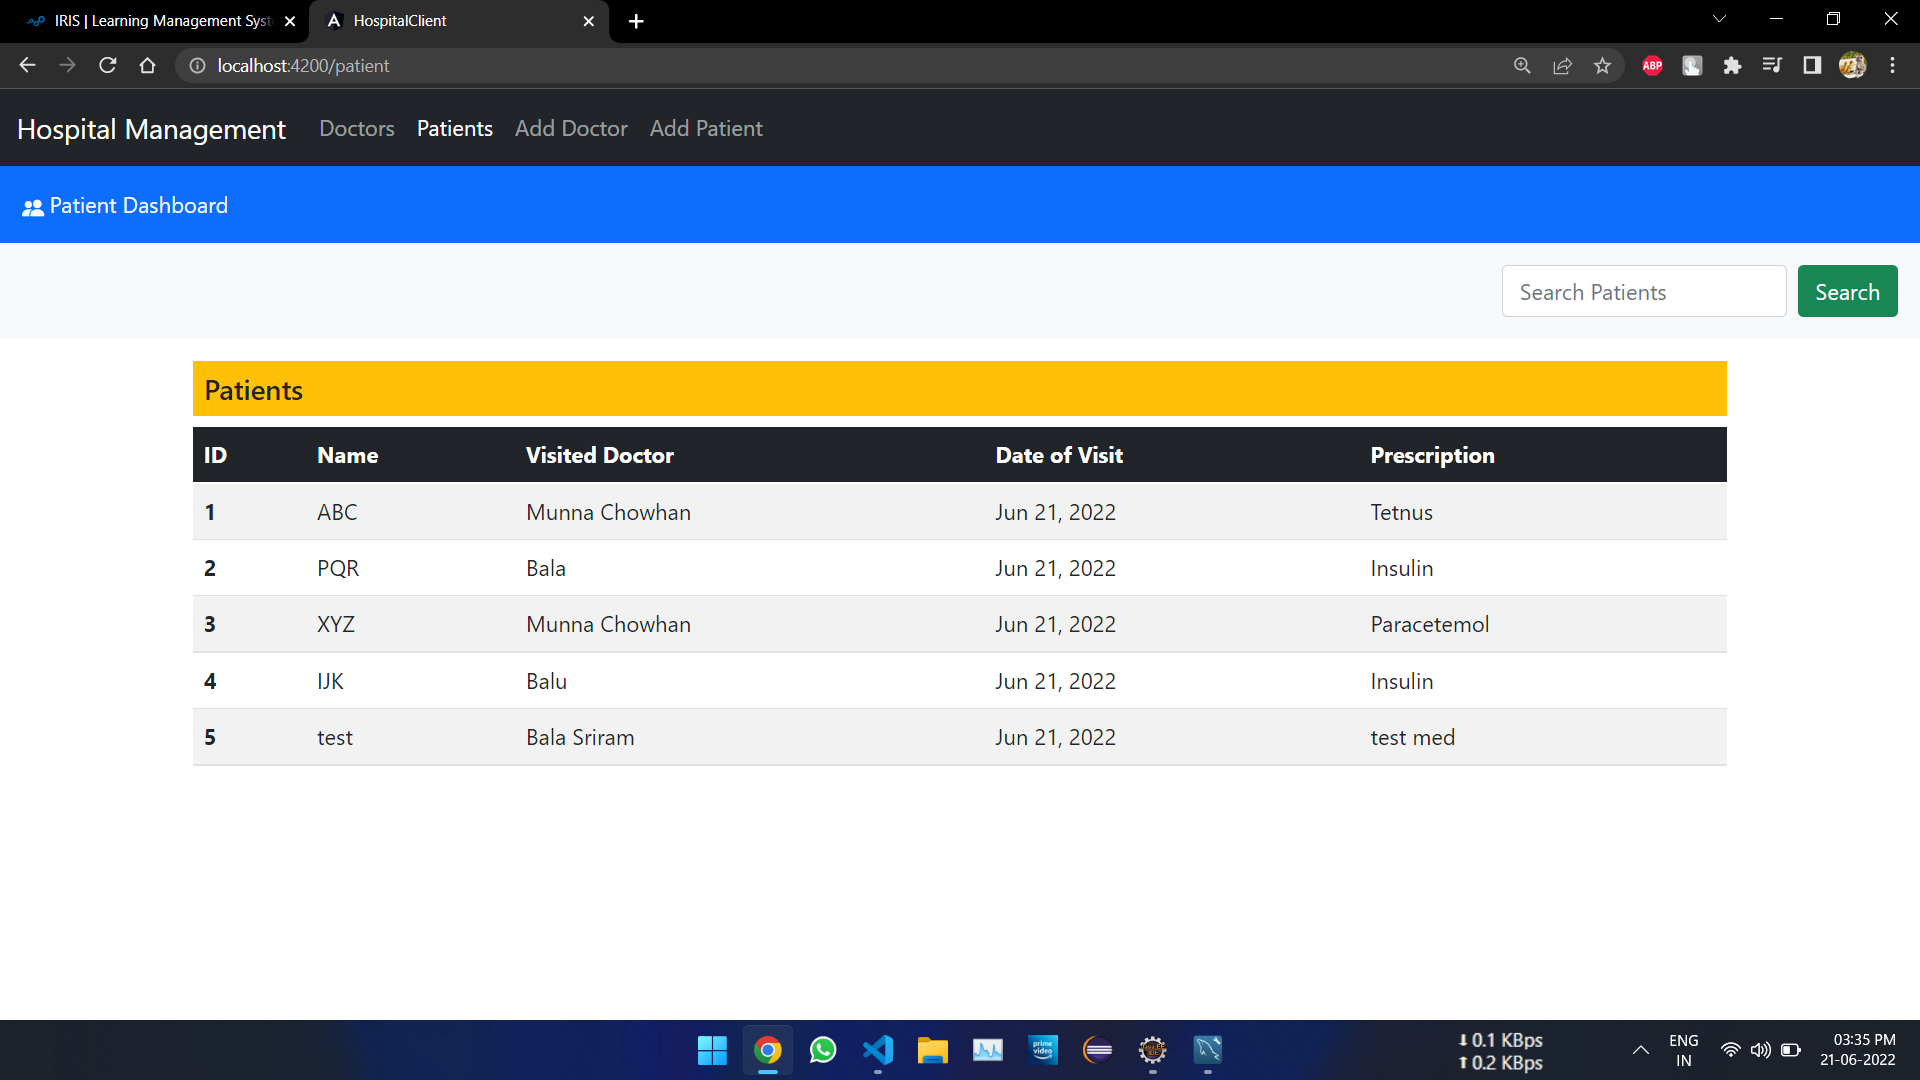 IRIS | Learning Management Syst
HospitalClient
localhost:4200/patient
ABP
Hospital Management Doctors Patients Add Doctor Add Patient
Patient Dashboard
Search Patients Search
Patients
ID Name Visited Doctor Date of Visit Prescription
1 ABC Munna Chowhan Jun 21, 2022 Tetnus
2 PQR Bala Jun 21, 2022 Insulin
3 XYZ Munna Chowhan Jun 21, 2022 Paracetemol
4 IJK Balu Jun 21, 2022 Insulin
5 test Bala Sriram Jun 21, 2022 test med
prime
video
0.1 KBps
0.2 KBps
ENG
IN
03:35 PM
21-06-2022